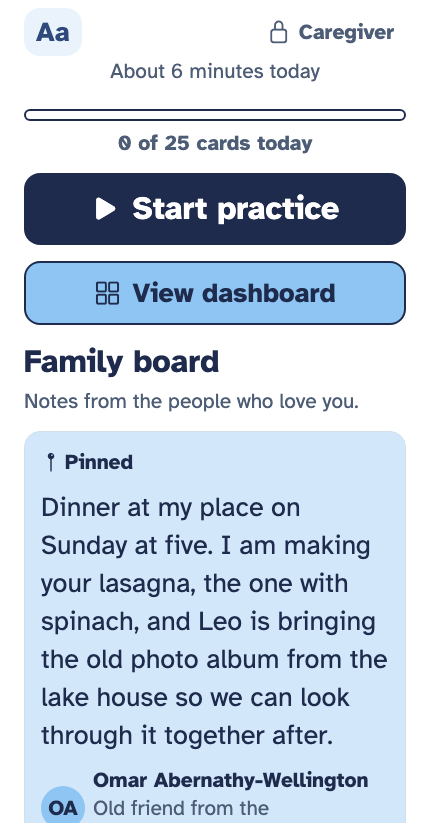 Aa
Caregiver
About 6 minutes today
0 of 25 cards today
Start practice
View dashboard
Family board
Notes from the people who love you.
Pinned
Dinner at my place on
Sunday at five. I am making
your lasagna, the one with
spinach, and Leo is bringing
the old photo album from the
lake house so we can look
through it together after.
Omar Abernathy-Wellington
OA
Old friend from the